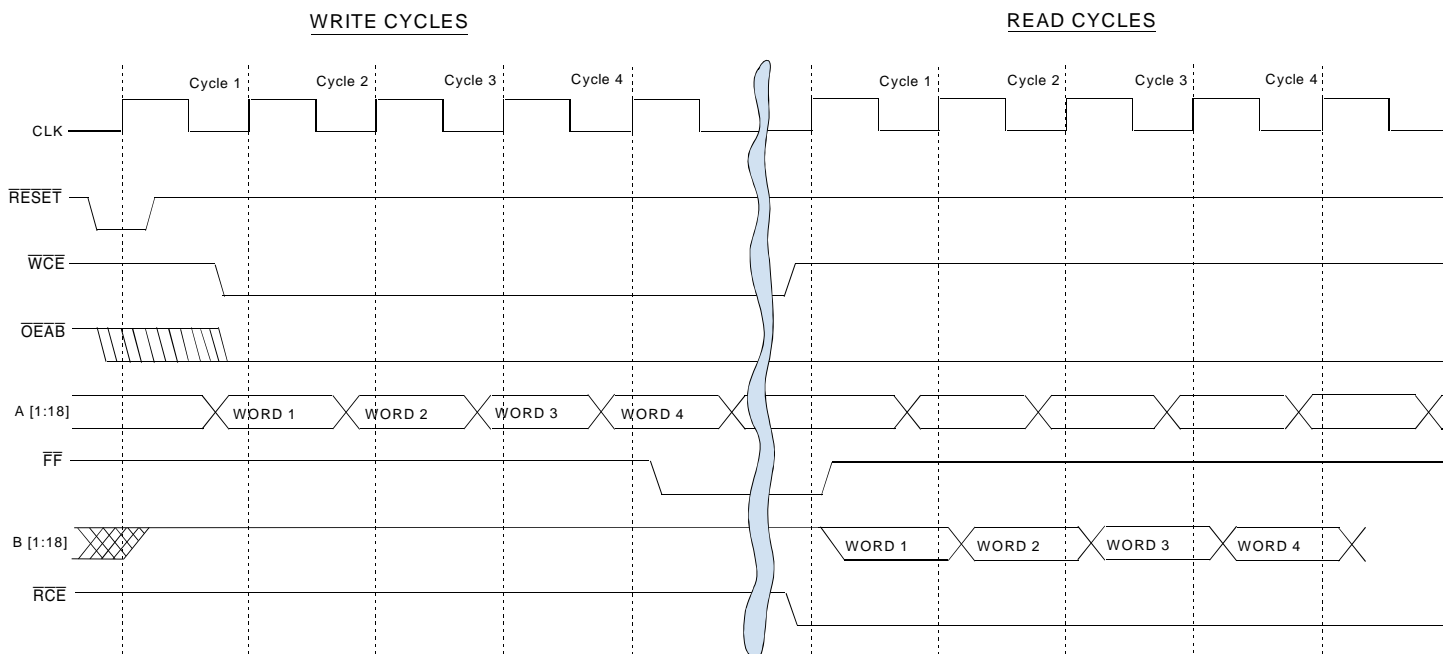 WRITE CYCLES
READ CYCLES
Cycle 1 Cycle 2 Cycle 3 Cycle 4 Cycle 1 Cycle 2 Cycle 3 Cycle 4
CLK
RESET
WCE
OEAB
A [1:18] WORD 1 WORD 2 WORD 3 WORD 4
FF
B [1:18] WORD 1 WORD 2 WORD 3 WORD 4
RCE